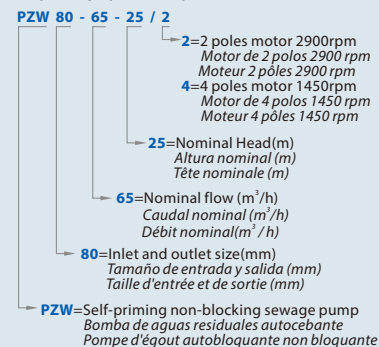 PZW 80 - 65 - 25 / 2
2=2 poles motor 2900rpm
Motor de 2 polos 2900 rpm
Moteur 2 pôles 2900 rpm
4=4 poles motor 1450rpm
Motor de 4 polos 1450 rpm
Moteur 4 pôles 1450 rpm
25=Nominal Head(m)
Altura nominal (m)
Tête nominale (m)
65=Nominal flow (m³/h)
Caudal nominal (m³/h)
Débit nominal(m³/h)
80=Inlet and outlet size(mm)
Tamaño de entrada y salida (mm)
Taille d'entrée et de sortie (mm)
PZW=Self-priming non-blocking sewage pump
Bomba de aguas residuales autocebante
Pompe d'égout autobloquante non bloquante